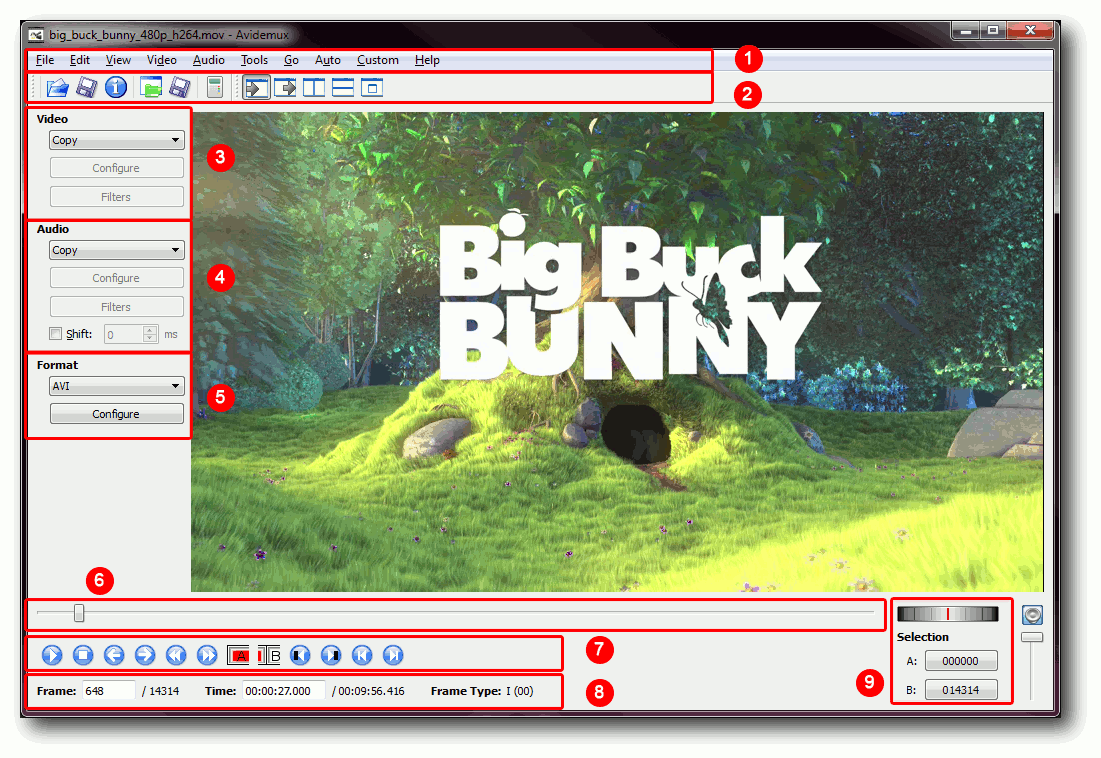 big_buck_bunny_480p_h264.mov - Avidemux
File Edit View Video Audio Tools Go Auto Custom Help
1
2
Video
Copy
Configure
Filters
3
Audio
Copy
Configure
Filters
Shift: 0 ms
4
Format
AVI
Configure
5
Big Buck
BUNNY
6
A B
7
Frame: 648 / 14314 Time: 00:00:27.000 / 00:09:56.416 Frame Type: I (00)
8
Selection
A: 000000
B: 014314
9